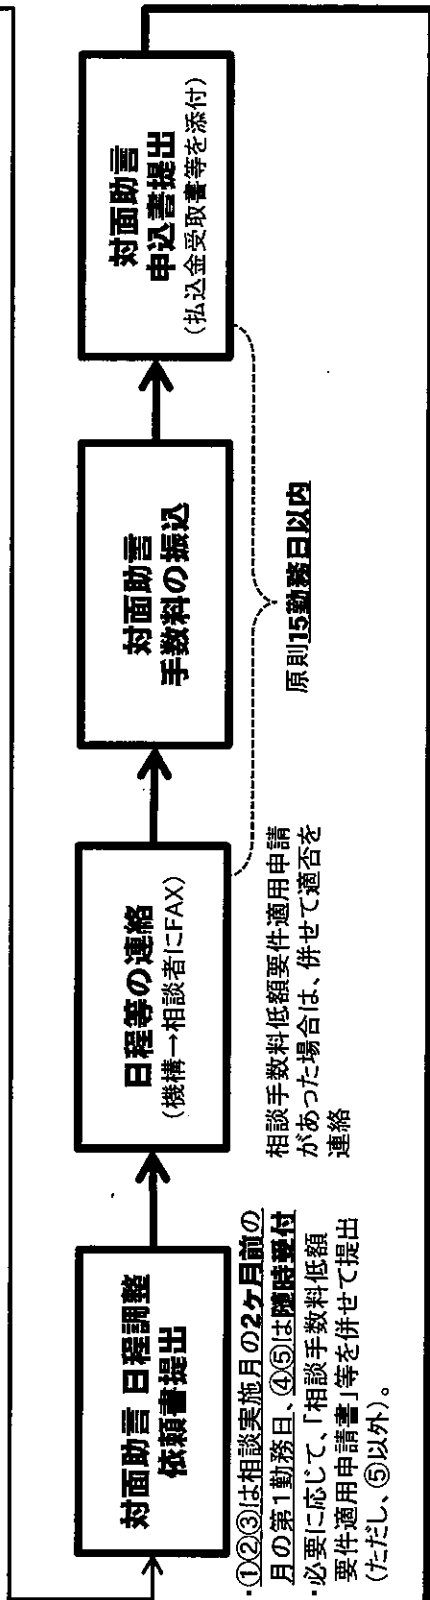 対面助言 日程調整
依頼書提出
・①②③は相談実施月の2ヶ月前の
月の第1勤務日、④⑤は随時受付
・必要に応じて、「相談手数料低額
要件適用申請書」等を併せて提出
(ただし、⑤以外)。
日程等の連絡
(機構→相談者にFAX)
相談手数料低額要件適用申請
があった場合は、併せて適否を
連絡
対面助言
手数料の振込
原則15勤務日以内
対面助言
申込書提出
(払込金受取書等を添付)